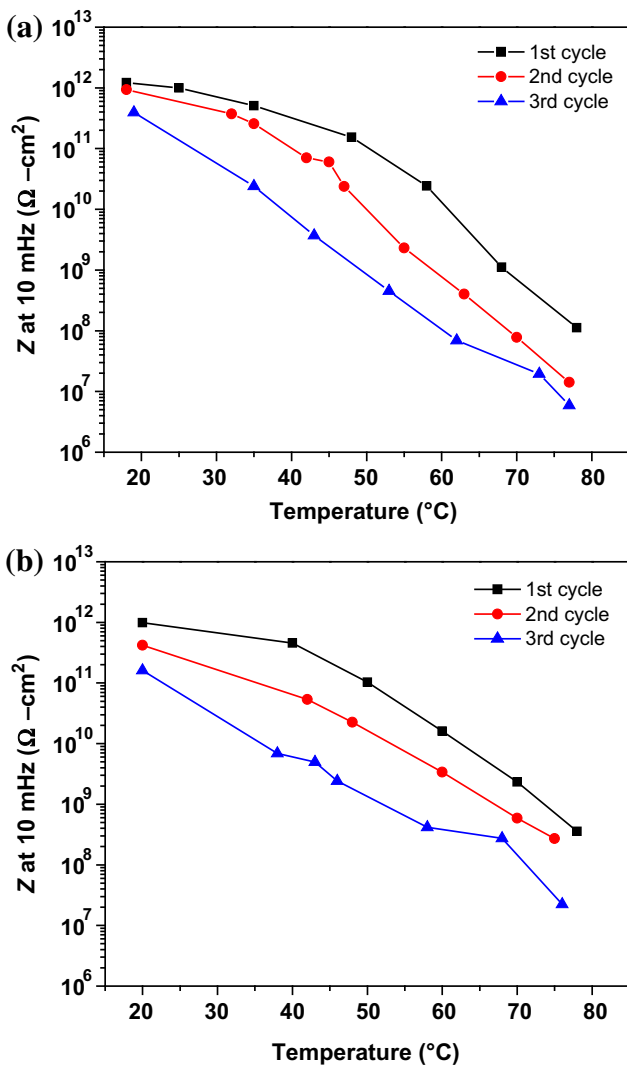 (a)
10¹³
10¹²
10¹¹
10¹⁰
10⁹
10⁸
10⁷
10⁶
Z at 10 mHz (Ω –cm²)
1st cycle
2nd cycle
3rd cycle
20 30 40 50 60 70 80
Temperature (°C)
(b)
10¹³
10¹²
10¹¹
10¹⁰
10⁹
10⁸
10⁷
10⁶
Z at 10 mHz (Ω –cm²)
1st cycle
2nd cycle
3rd cycle
20 30 40 50 60 70 80
Temperature (°C)